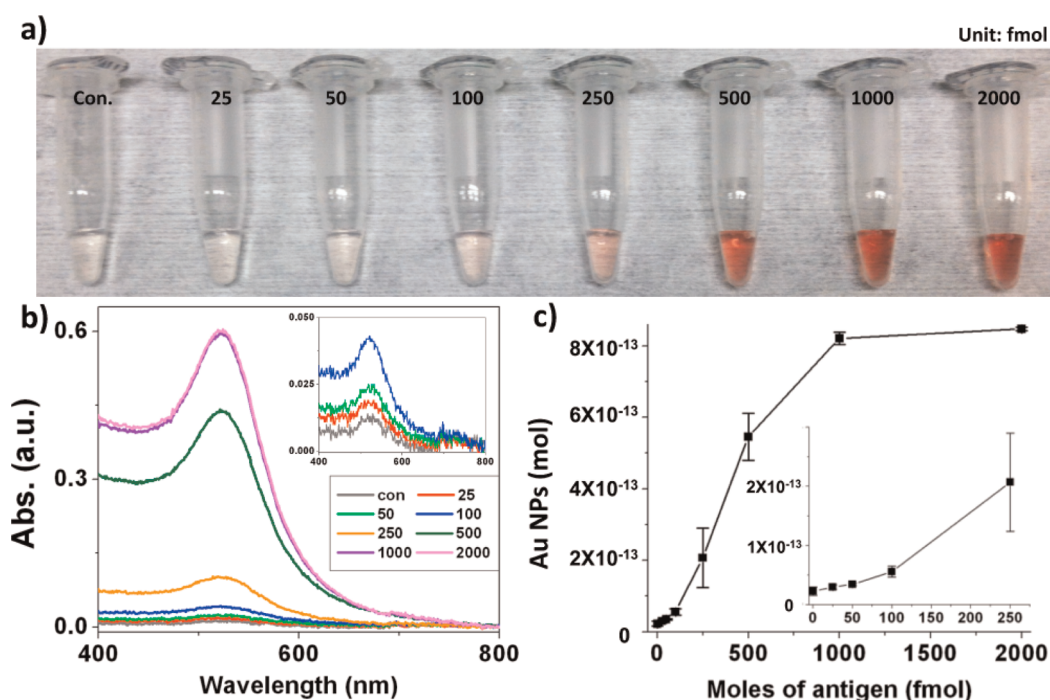 a)
Unit: fmol
Con. 25 50 100 250 500 1000 2000
b)
Abs. (a.u.)
0.6
0.3
0.0
400 600 800
Wavelength (nm)
0.050
0.025
0.000
400 600 800
con 25
50 100
250 500
1000 2000
c)
Au NPs (mol)
8X10-13
6X10-13
4X10-13
2X10-13
0
0 500 1000 1500 2000
Moles of antigen (fmol)
2X10-13
1X10-13
0
0 50 100 150 200 250